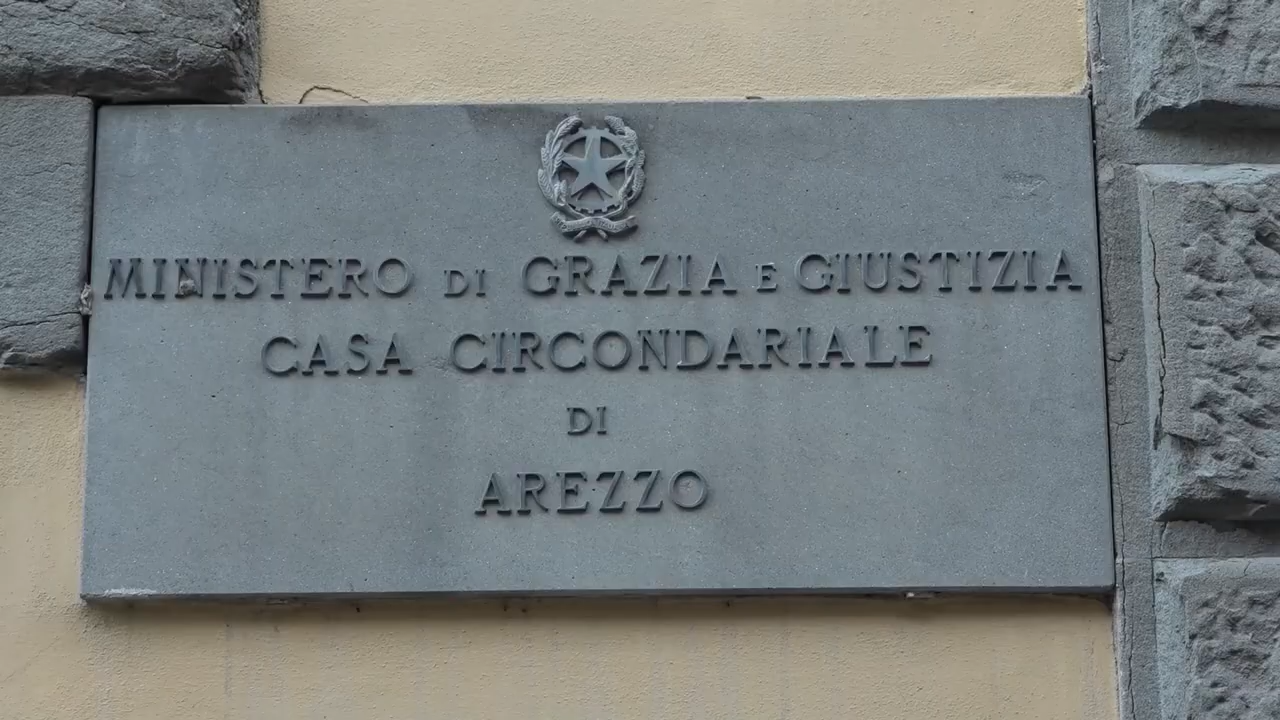 MINISTERO DI GRAZIA E GIUSTIZIA
CASA CIRCONDARIALE
DI
AREZZO